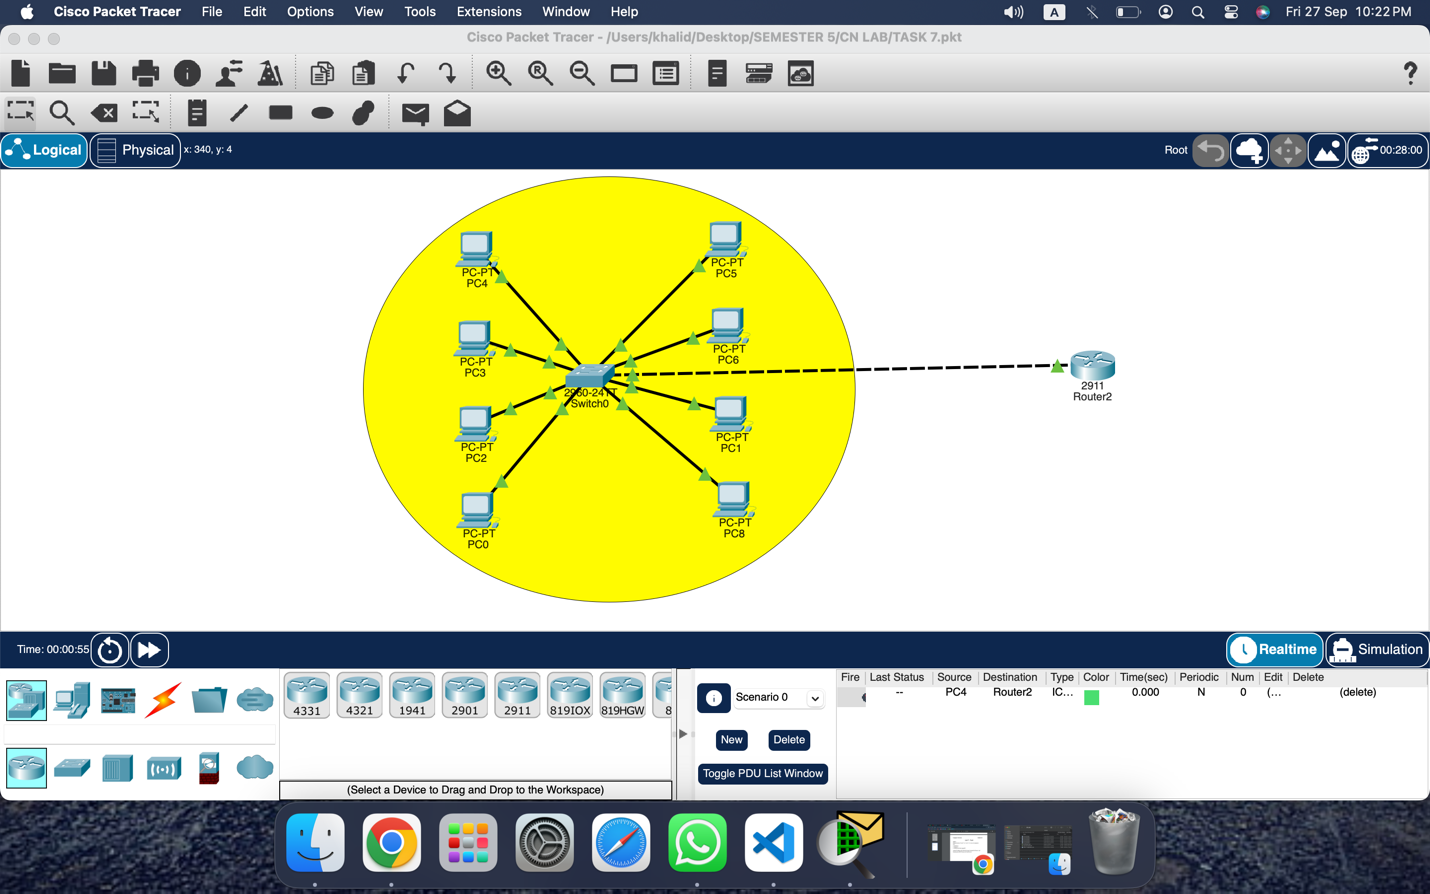 Cisco Packet Tracer File Edit Options View Tools Extensions Window Help A Fri 27 Sep 10:22 PM
Cisco Packet Tracer - /Users/khalid/Desktop/SEMESTER 5/CN LAB/TASK 7.pkt
Logical Physical x: 340, y: 4 Root 00:28:00
PC-PT
PC4
PC-PT
PC5
PC-PT
PC3
PC-PT
PC6
2960-24TT
Switch0
2911
Router2
PC-PT
PC2
PC-PT
PC1
PC-PT
PC0
PC-PT
PC8
Time: 00:00:55 Realtime Simulation
4331 4321 1941 2901 2911 819IOX 819HGW 8
(Select a Device to Drag and Drop to the Workspace)
Scenario 0
New Delete
Toggle PDU List Window
Fire Last Status Source Destination Type Color Time(sec) Periodic Num Edit Delete
-- PC4 Router2 IC... 0.000 N 0 (... (delete)